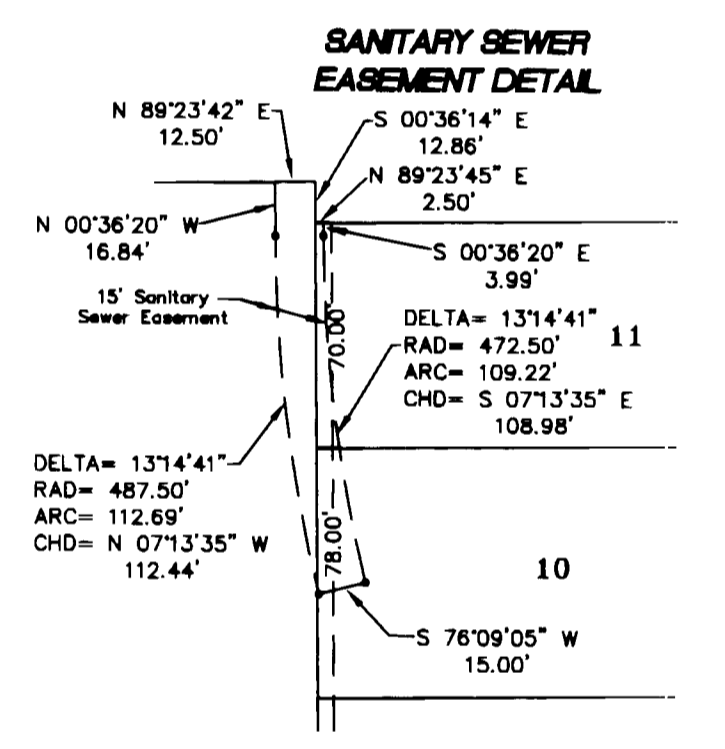 SANITARY SEWER
EASEMENT DETAIL
N 89°23'42" E
12.50'
S 00°36'14" E
12.86'
N 89°23'45" E
2.50'
N 00°36'20" W
16.84'
S 00°36'20" E
3.99'
15' Sanitary
Sewer Easement
70.00'
DELTA= 13°14'41"
RAD= 472.50'
ARC= 109.22'
CHD= S 07°13'35" E
108.98'
11
DELTA= 13°14'41"
RAD= 487.50'
ARC= 112.69'
CHD= N 07°13'35" W
112.44'
78.00'
10
S 76°09'05" W
15.00'